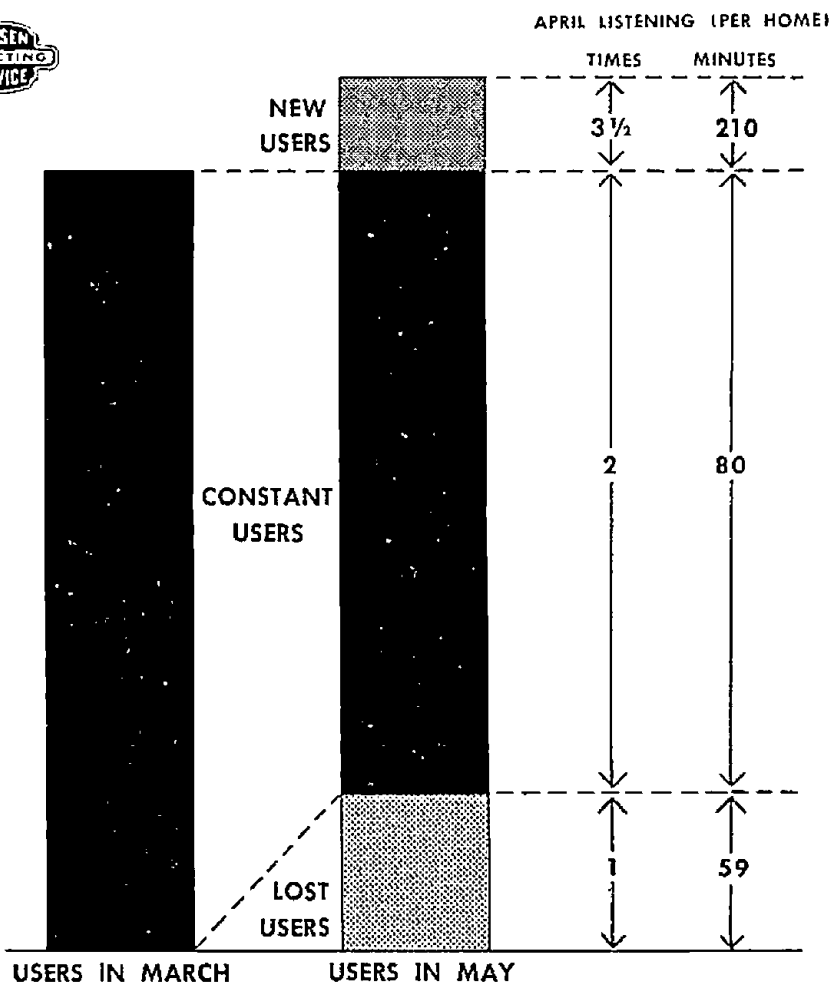 APRIL LISTENING (PER HOME)
TIMES MINUTES
NEW
USERS
3½ 210
2 80
CONSTANT
USERS
1 59
LOST
USERS
USERS IN MARCH USERS IN MAY